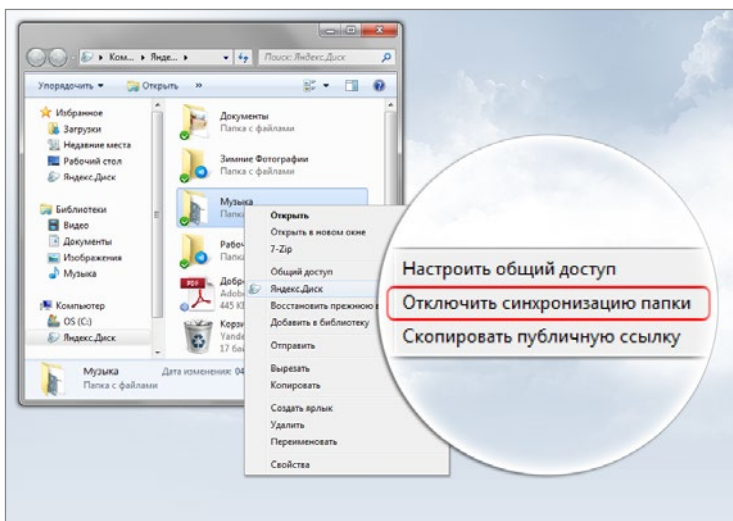 Ком... ▸ Янде... ▸
Поиск: Яндекс.Диск
Упорядочить
Открыть
»
Избранное
Загрузки
Недавние места
Рабочий стол
Яндекс.Диск
Библиотеки
Видео
Документы
Изображения
Музыка
Компьютер
OS (C:)
Яндекс.Диск
Документы
Папка с файлами
Зимние Фотографии
Папка с файлами
Музыка
Папка
Рабоч
Папка
PDF
Добр
Adob
445 КБ
Корзи
Yande
17 бай
Музыка
Дата изменения: 04
Папка с файлами
Открыть
Открыть в новом окне
7-Zip
Общий доступ
Яндекс.Диск
Восстановить прежнюю в
Добавить в библиотеку
Отправить
Вырезать
Копировать
Создать ярлык
Удалить
Переименовать
Свойства
Настроить общий доступ
Отключить синхронизацию папки
Скопировать публичную ссылку